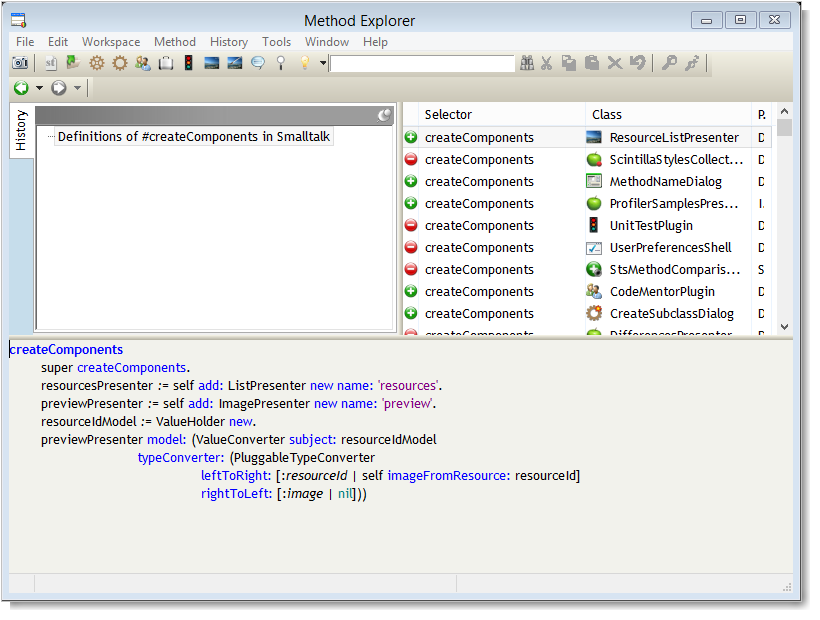 Method Explorer
File Edit Workspace Method History Tools Window Help
History
Definitions of #createComponents in Smalltalk
Selector Class P.
createComponents ResourceListPresenter D
createComponents ScintillaStylesCollect... D
createComponents MethodNameDialog D
createComponents ProfilerSamplesPres... I.
createComponents UnitTestPlugin D
createComponents UserPreferencesShell D
createComponents StsMethodComparis... S
createComponents CodeMentorPlugin D
createComponents CreateSubclassDialog D
createComponents DifferencesPresenter D
createComponents
super createComponents.
resourcesPresenter := self add: ListPresenter new name: 'resources'.
previewPresenter := self add: ImagePresenter new name: 'preview'.
resourceIdModel := ValueHolder new.
previewPresenter model: (ValueConverter subject: resourceIdModel
typeConverter: (PluggableTypeConverter
leftToRight: [:resourceId | self imageFromResource: resourceId]
rightToLeft: [:image | nil]))